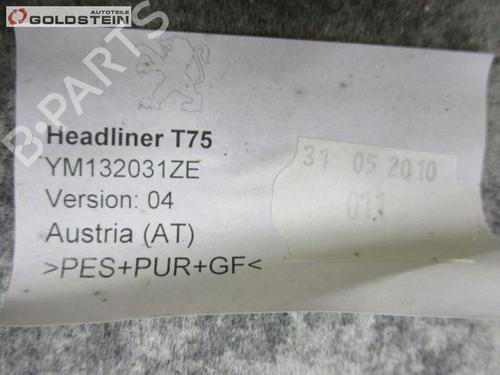 AUTOTEILE
GOLDSTEIN
B-PARTS
Headliner T75
YM132031ZE
Version: 04
Austria (AT)
>PES+PUR+GF<
31 05 2010
011